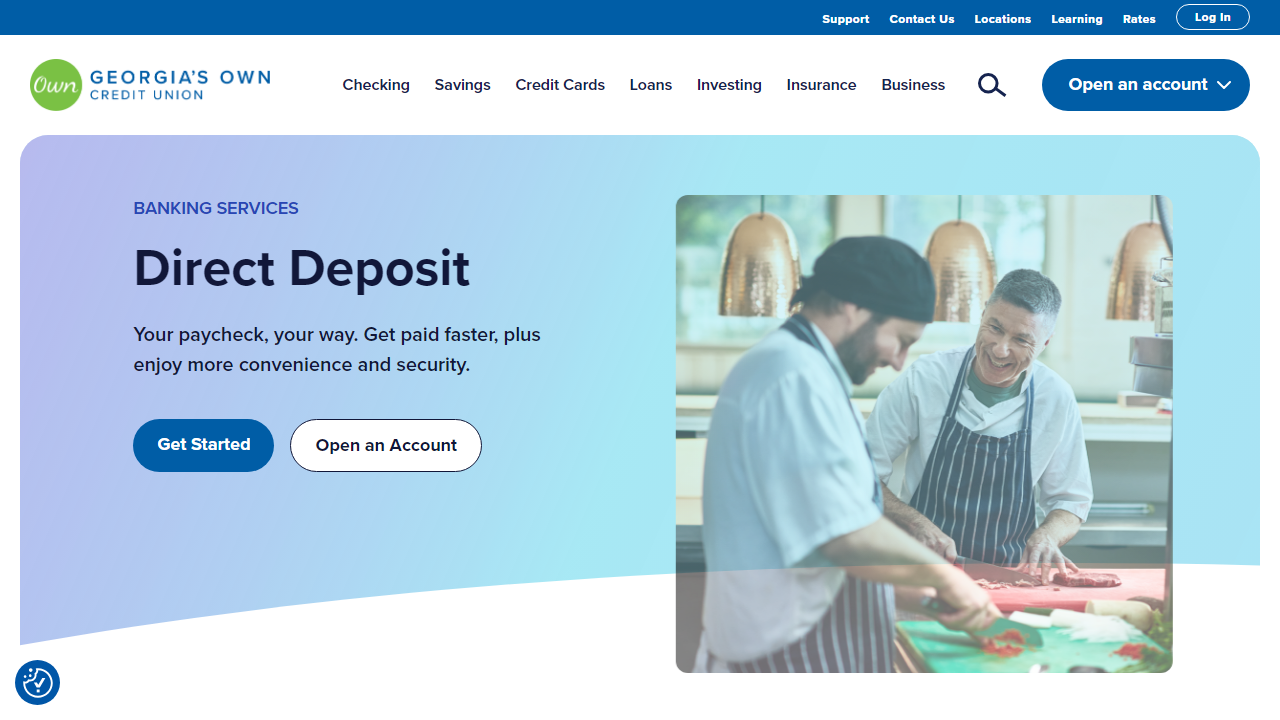 Support Contact Us Locations Learning Rates Log In
Own GEORGIA'S OWN
CREDIT UNION
Checking Savings Credit Cards Loans Investing Insurance Business Open an account
BANKING SERVICES
Direct Deposit
Your paycheck, your way. Get paid faster, plus
enjoy more convenience and security.
Get Started Open an Account